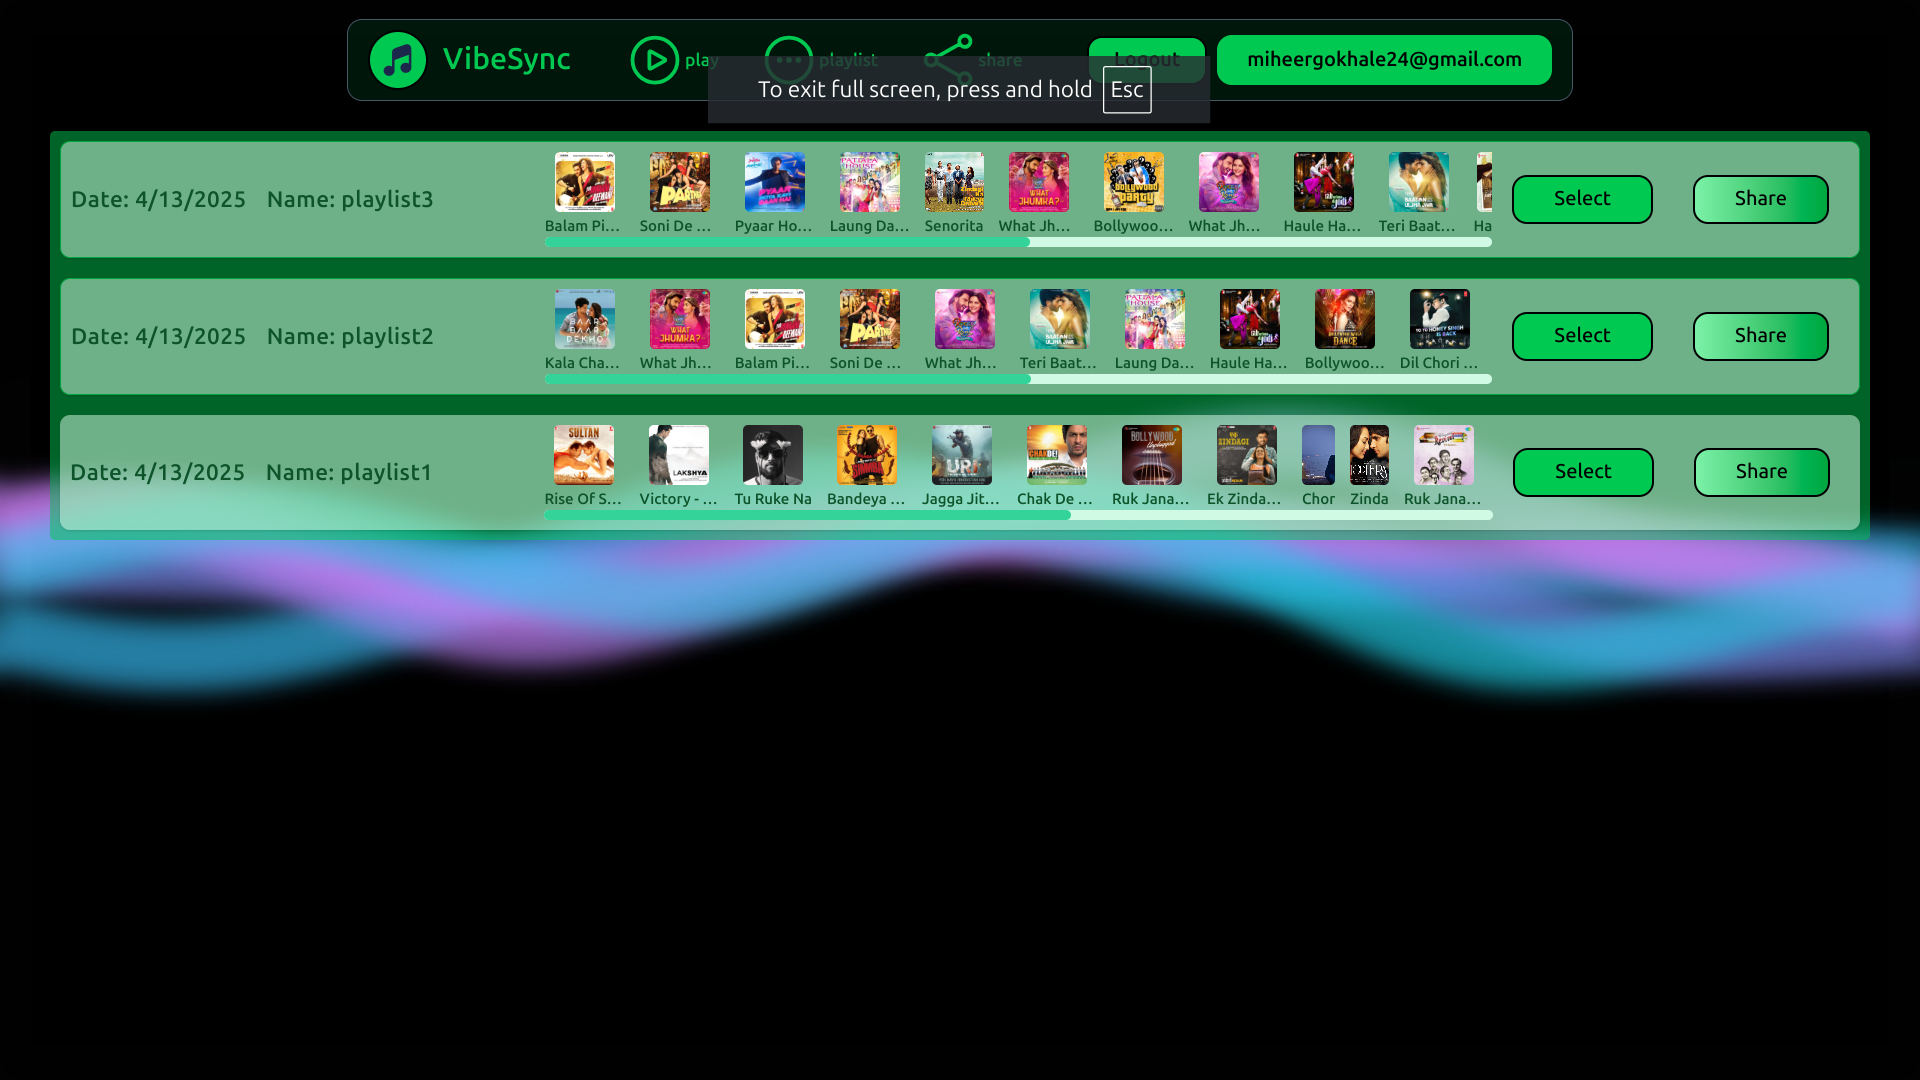 VibeSync play playlist share Logout miheergokhale24@gmail.com
To exit full screen, press and hold Esc
Date: 4/13/2025 Name: playlist3
Balam Pi... Soni De ... Pyaar Ho... Laung Da... Senorita What Jh... Bollywoo... What Jh... Haule Ha... Teri Baat... Ha
Select Share
Date: 4/13/2025 Name: playlist2
Kala Cha... What Jh... Balam Pi... Soni De ... What Jh... Teri Baat... Laung Da... Haule Ha... Bollywoo... Dil Chori ...
Select Share
Date: 4/13/2025 Name: playlist1
Rise Of S... Victory - ... Tu Ruke Na Bandeya ... Jagga Jit... Chak De ... Ruk Jana... Ek Zinda... Chor Zinda Ruk Jana...
Select Share